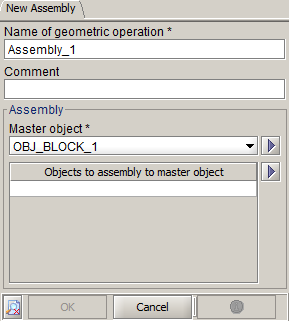 New Assembly
Name of geometric operation *
Assembly_1
Comment
Assembly
Master object *
OBJ_BLOCK_1
Objects to assembly to master object
OK
Cancel